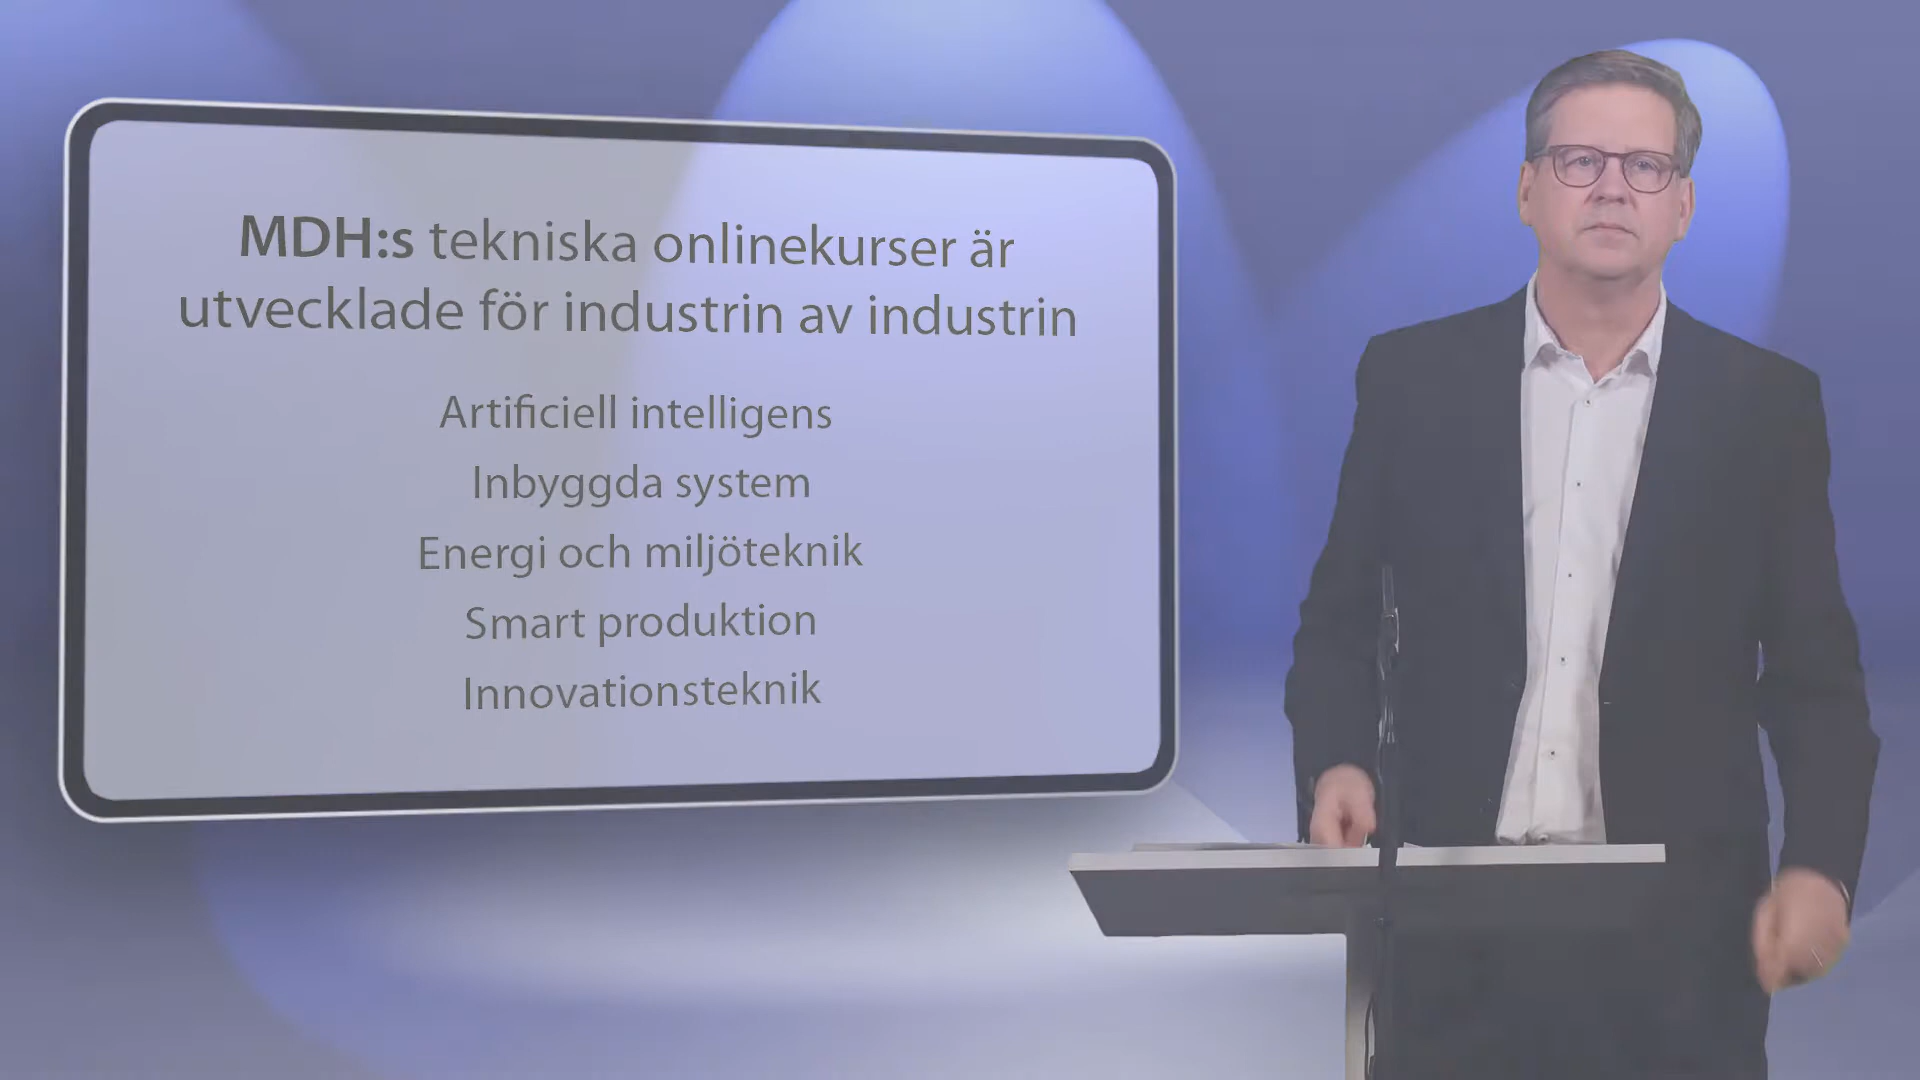 MDH:s tekniska onlinekurser är
utvecklade för industrin av industrin
Artificiell intelligens
Inbyggda system
Energi och miljöteknik
Smart produktion
Innovationsteknik